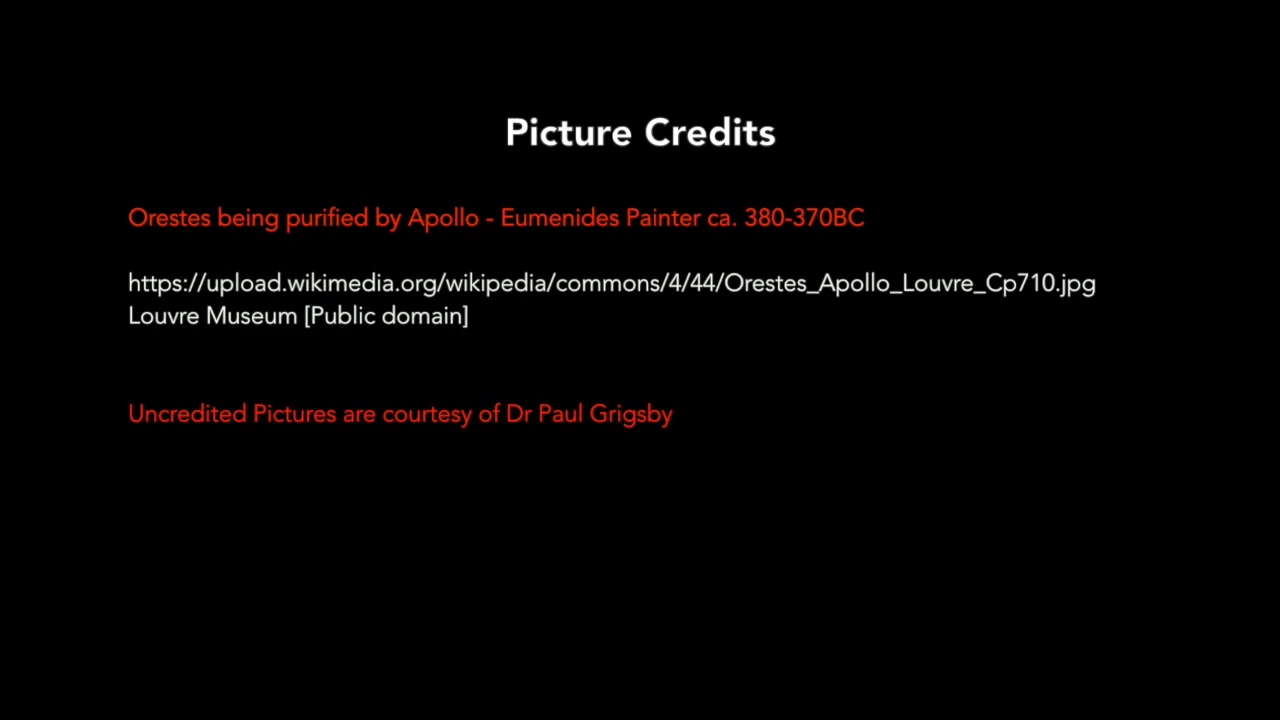 Picture Credits
Orestes being purified by Apollo - Eumenides Painter ca. 380-370BC
https://upload.wikimedia.org/wikipedia/commons/4/44/Orestes_Apollo_Louvre_Cp710.jpg
Louvre Museum [Public domain]
Uncredited Pictures are courtesy of Dr Paul Grigsby